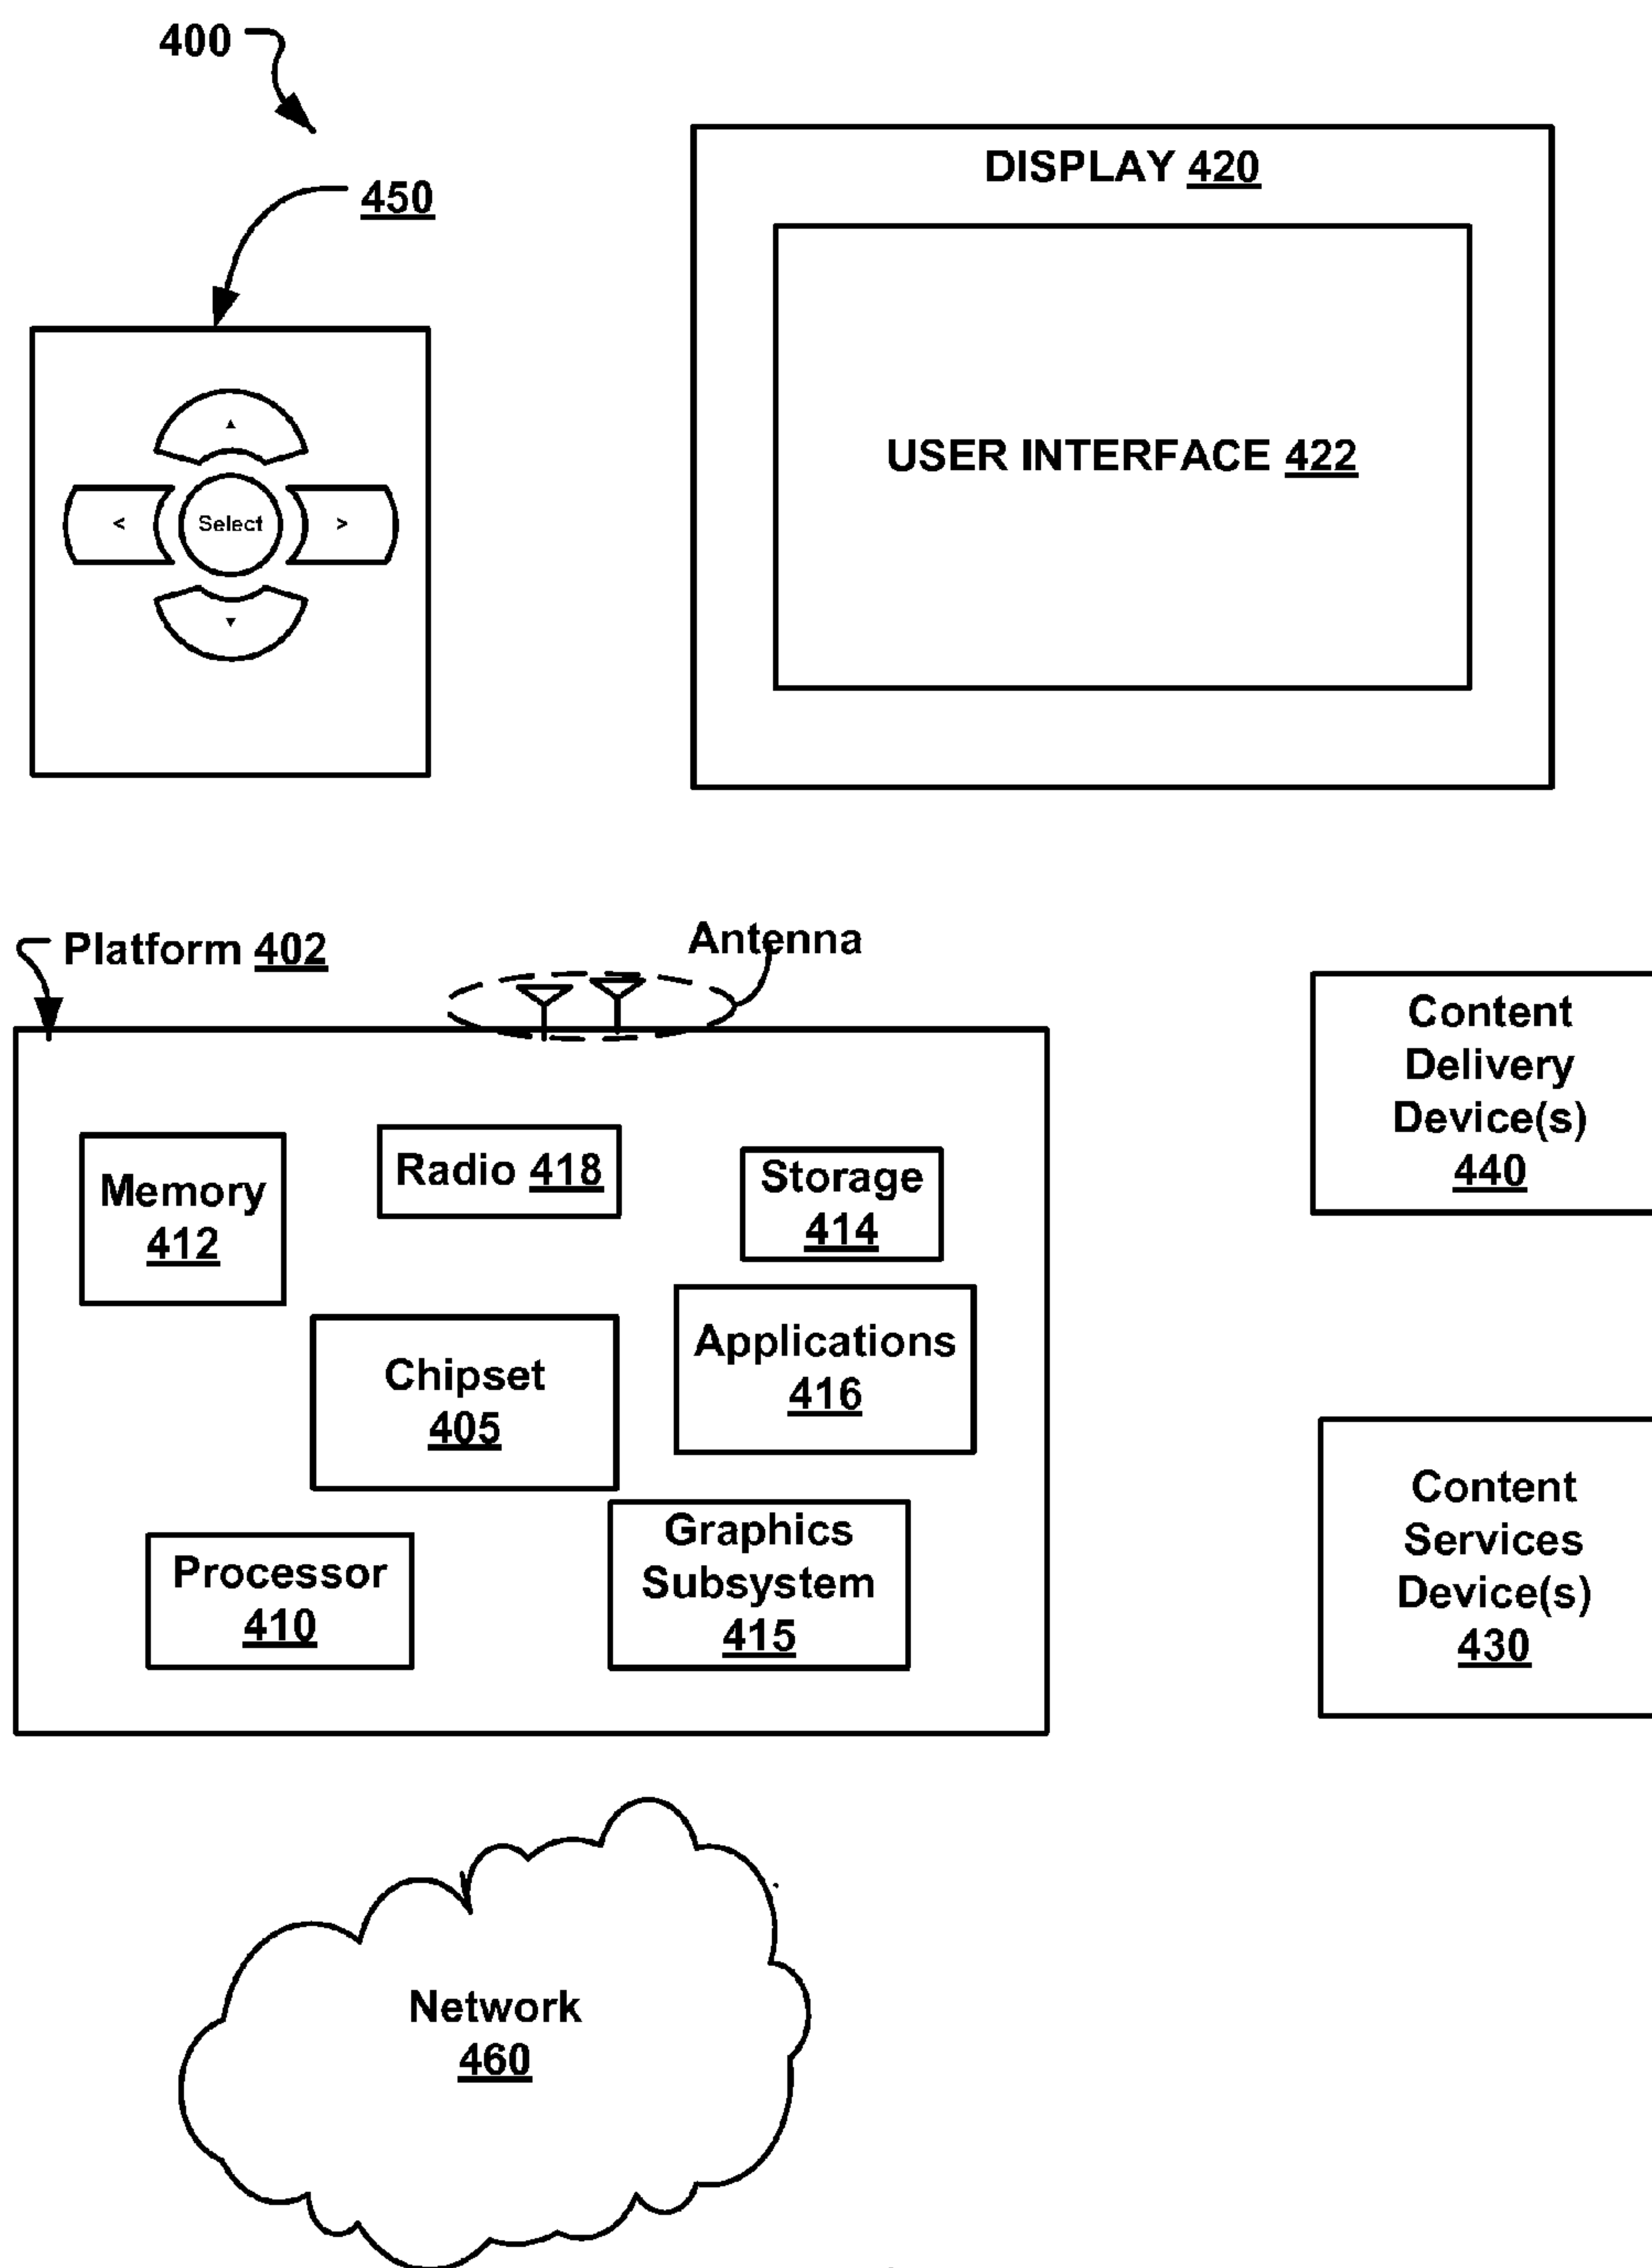 400
450
DISPLAY 420
USER INTERFACE 422
<
Select
>
Platform 402
Antenna
Memory
412
Radio 418
Storage
414
Chipset
405
Applications
416
Processor
410
Graphics
Subsystem
415
Content
Delivery
Device(s)
440
Content
Services
Device(s)
430
Network
460